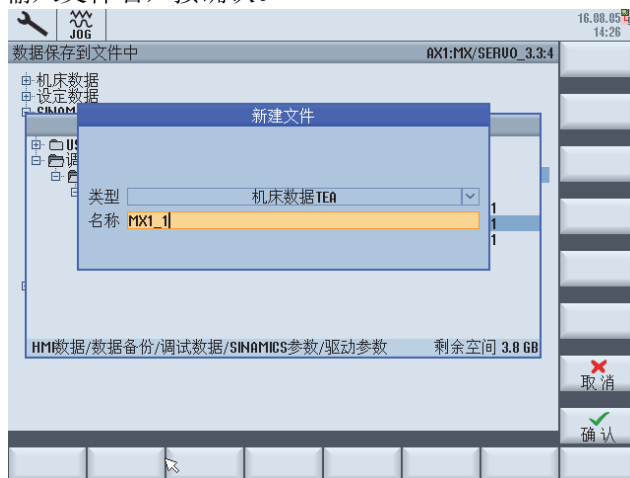 JOG
16.08.05
14:26
数据保存到文件中 AX1:MX/SERVO_3.3:4
机床数据
设定数据
新建文件
类型 机床数据TEA
名称 MX1_1
1
1
1
HMI数据/数据备份/调试数据/SINAMICS参数/驱动参数 剩余空间 3.8 GB
取消
确认